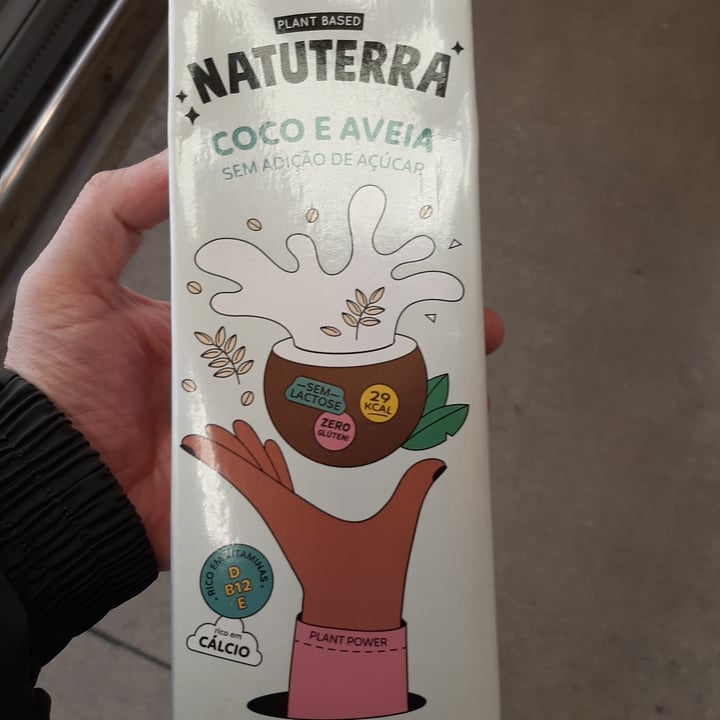 PLANT BASED
NATUTERRA
COCO E AVEIA
SEM ADIÇÃO DE AÇÚCAR
SEM
LACTOSE
29
KCAL
ZERO
GLÚTEN!
RICO EM VITAMINAS
D
B12
E
rico em
CÁLCIO
PLANT POWER